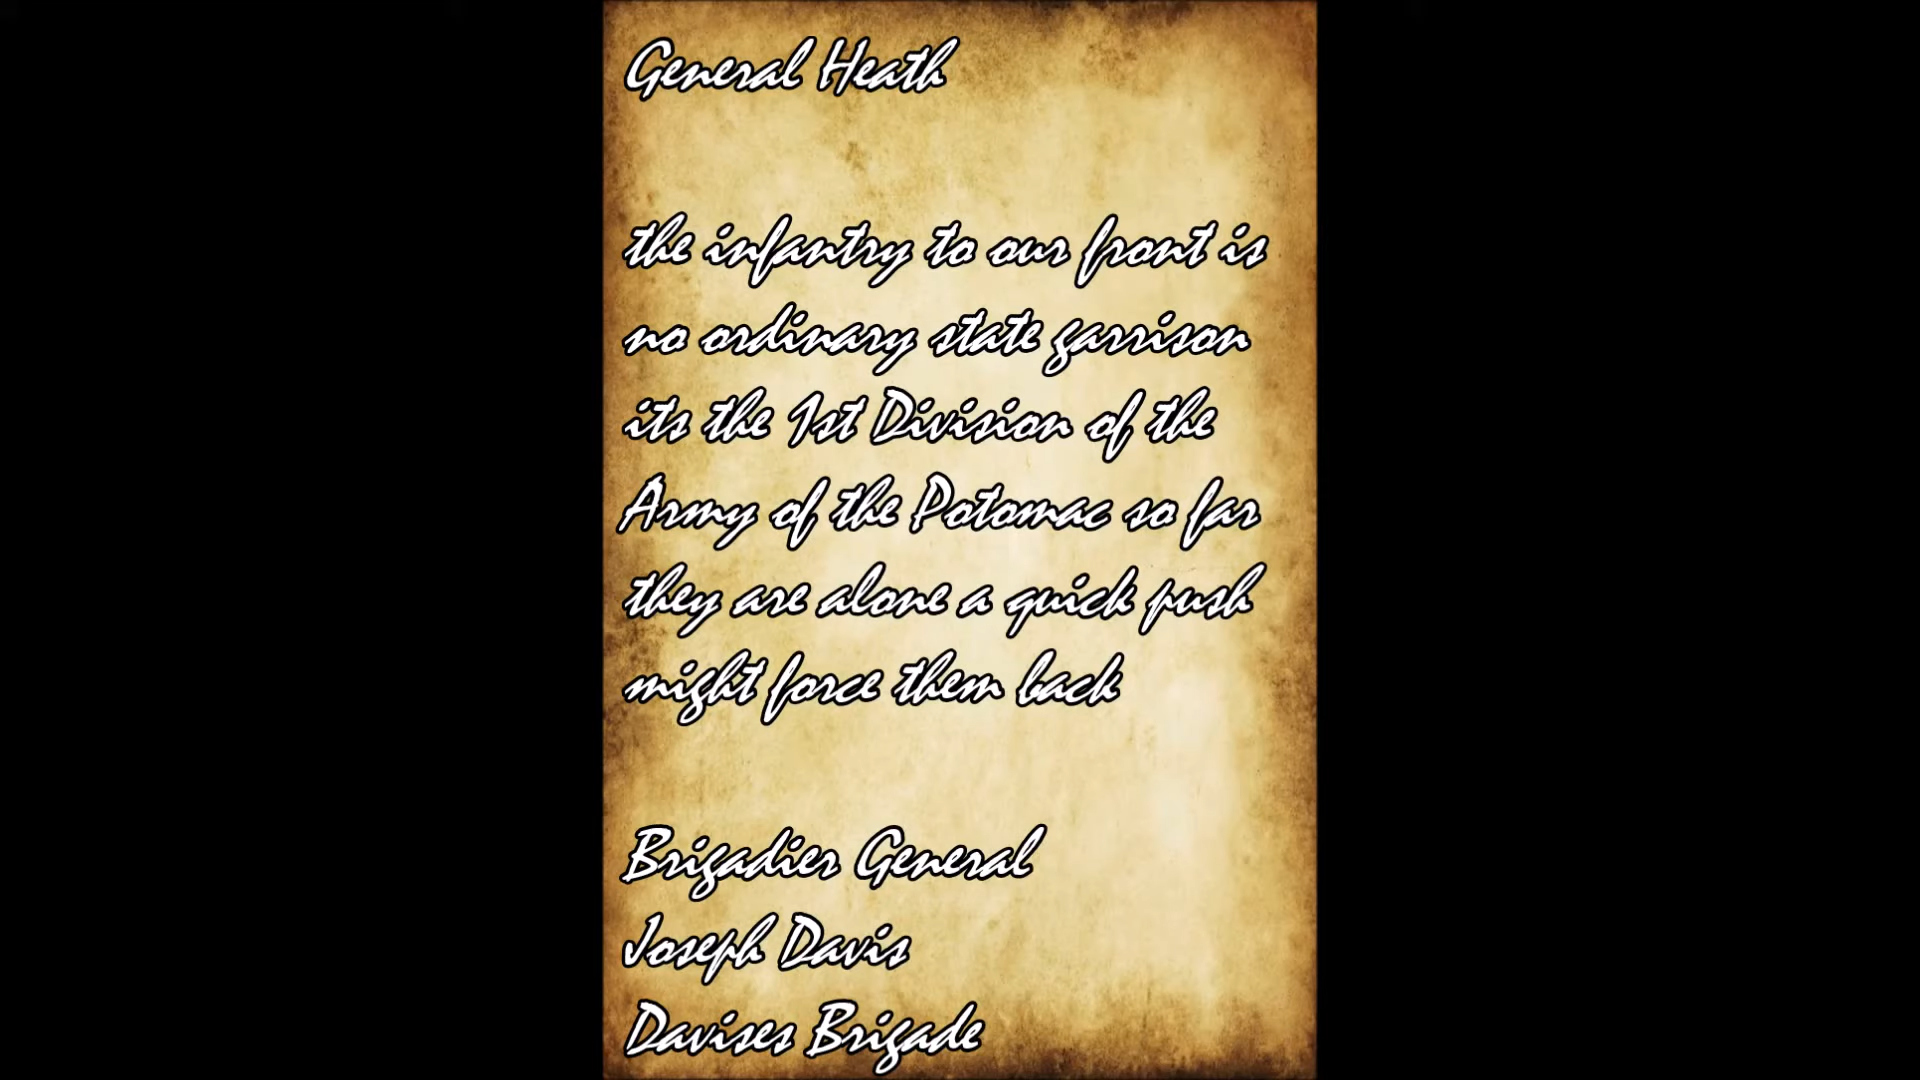 General Heath
the infantry to our front is
no ordinary state garrison
its the 1st Division of the
Army of the Potomac so far
they are alone a quick push
might force them back
Brigadier General
Joseph Davis
Davises Brigade